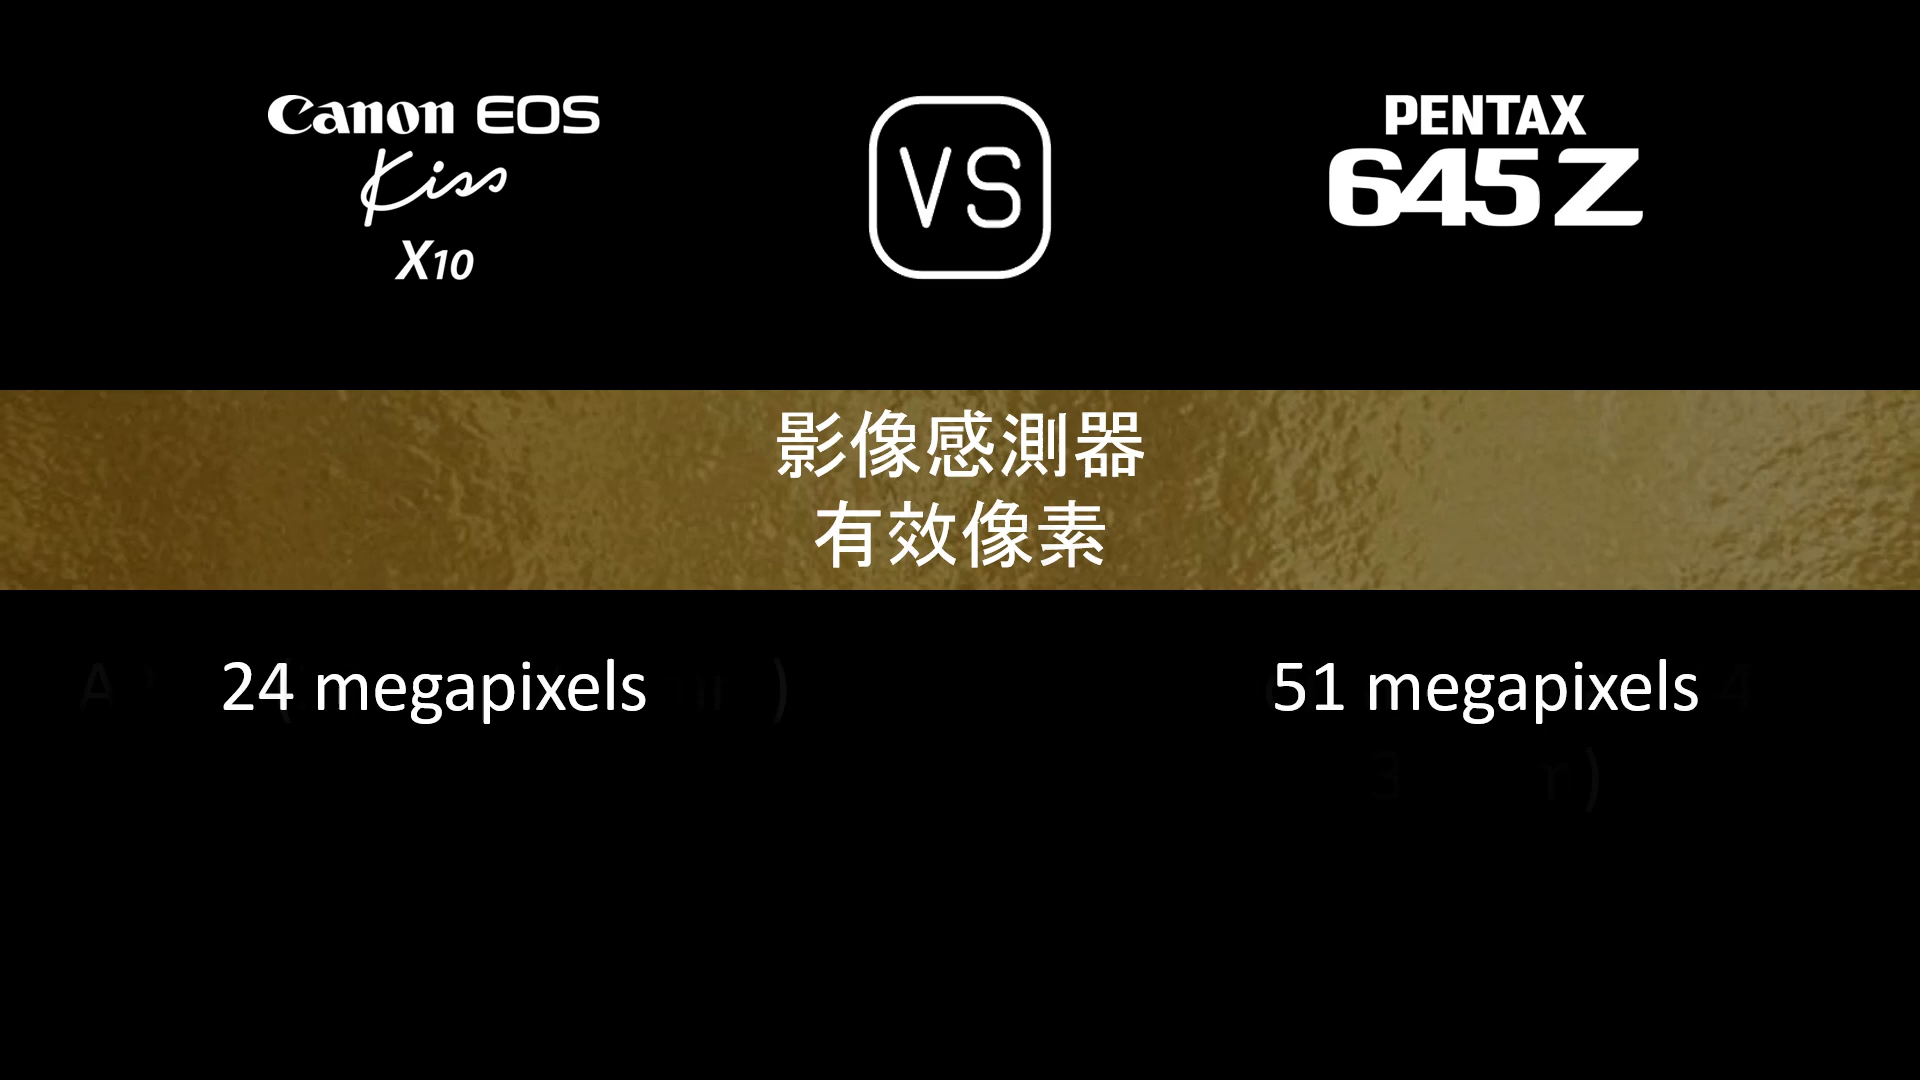 Canon EOS
Kiss
X10
VS
PENTAX
645Z
影像感測器
有效像素
24 megapixels
51 megapixels